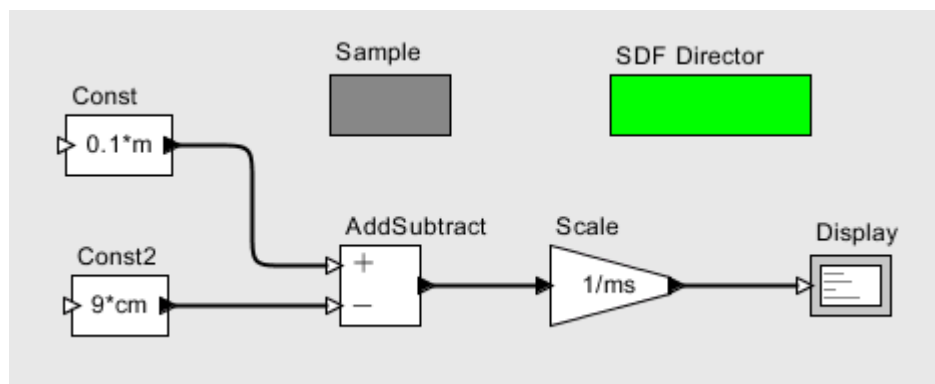 Sample
SDF Director
Const
0.1*m
AddSubtract
Scale
Display
Const2
+
1/ms
9*cm
−